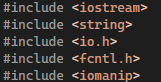 #include <iostream>
#include <string>
#include <io.h>
#include <fcntl.h>
#include <iomanip>